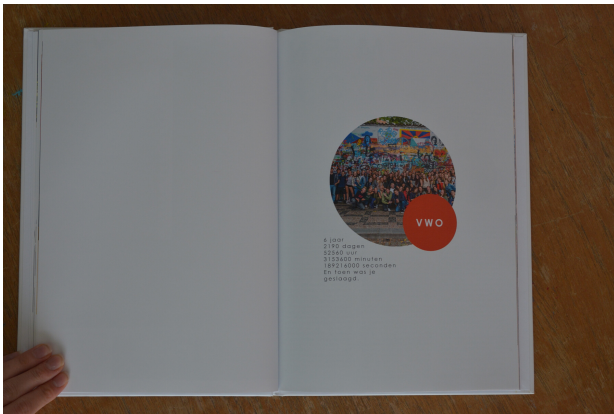 VWO
6 jaar
2190 dagen
52560 uur
3153600 minuten
189216000 seconden
En toen was je
geslaagd.